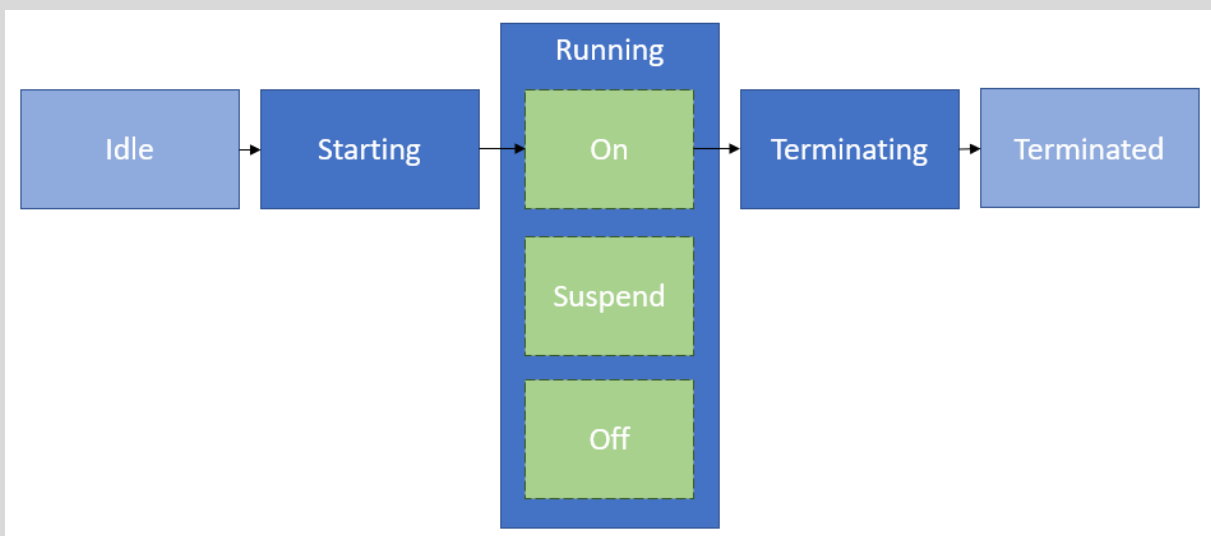 Running
Idle
Starting
On
Terminating
Terminated
Suspend
Off